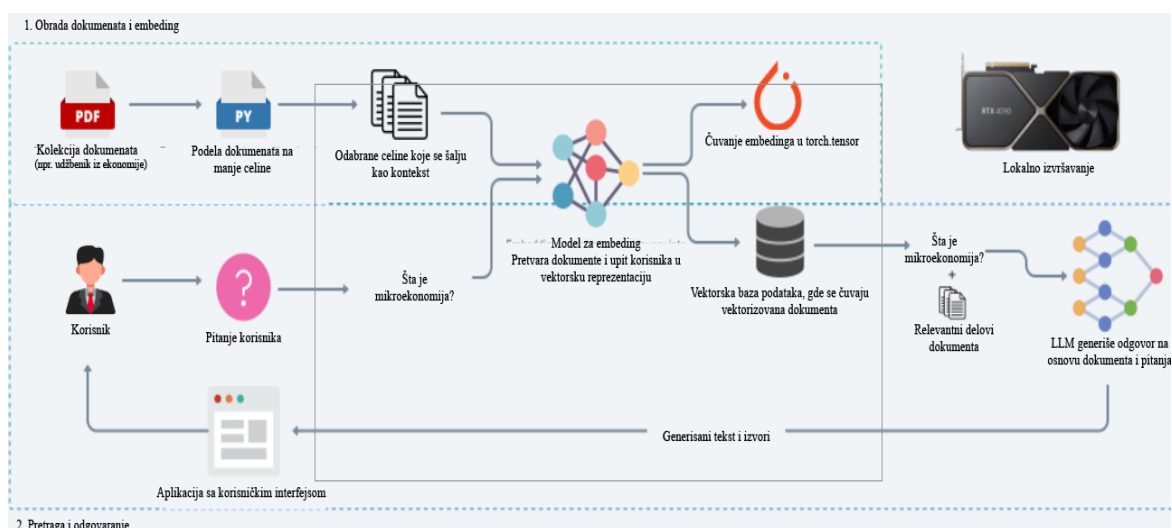 1. Obrada dokumenata i embeding
PDF
PY
RTX 4090
Kolekcija dokumenata
(npr. udžbenik iz ekonomije)
Podela dokumenata na
manje celine
Odabrane celine koje se šalju
kao kontekst
Čuvanje embedinga u torch.tensor
Lokalno izvršavanje
Model za embeding
Pretvara dokumente i upit korisnika u
vektorsku reprezentaciju
Korisnik
?
Pitanje korisnika
Šta je
mikroekonomija?
Vektorska baza podataka, gde se čuvaju
vektorizovana dokumenta
Šta je
mikroekonomija?
+
Relevantni delovi
dokumenta
LLM generiše odgovor na
osnovu dokumenta i pitanja
Generisani tekst i izvori
Aplikacija sa korisničkim interfejsom
2. Pretraga i odgovaranje